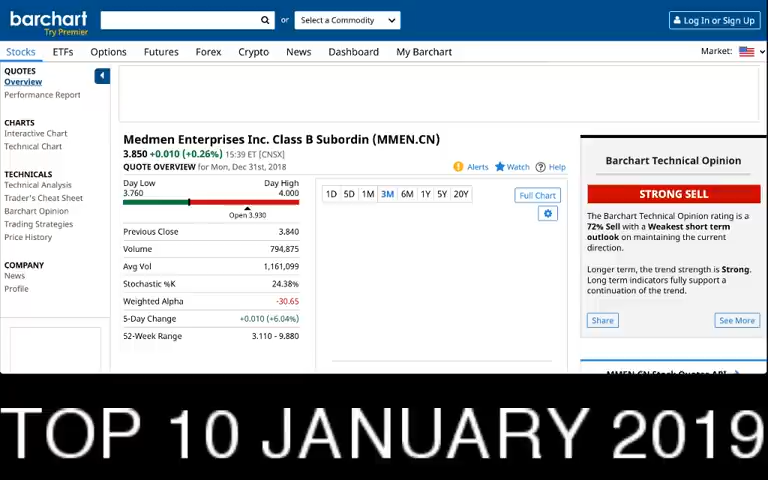 barchart
Try Premier
or
Select a Commodity
Log In or Sign Up
Stocks ETFs Options Futures Forex Crypto News Dashboard My Barchart
Market:
QUOTES
Overview
Performance Report
CHARTS
Interactive Chart
Technical Chart
TECHNICALS
Technical Analysis
Trader's Cheat Sheet
Barchart Opinion
Trading Strategies
Price History
COMPANY
News
Profile
Medmen Enterprises Inc. Class B Subordin (MMEN.CN)
3.850 +0.010 (+0.26%) 15:39 ET [CNSX]
QUOTE OVERVIEW for Mon, Dec 31st, 2018
Alerts Watch Help
Day Low Day High
3.760 4.000
Open 3.930
Previous Close 3.840
Volume 794,875
Avg Vol 1,161,099
Stochastic %K 24.38%
Weighted Alpha -30.65
5-Day Change +0.010 (+6.04%)
52-Week Range 3.110 - 9.880
1D 5D 1M 3M 6M 1Y 5Y 20Y
Full Chart
Barchart Technical Opinion
STRONG SELL
The Barchart Technical Opinion rating is a
72% Sell with a Weakest short term
outlook on maintaining the current
direction.
Longer term, the trend strength is Strong.
Long term indicators fully support a
continuation of the trend.
Share
See More
MMEN.CN Stock Quotes API
TOP 10 JANUARY 2019